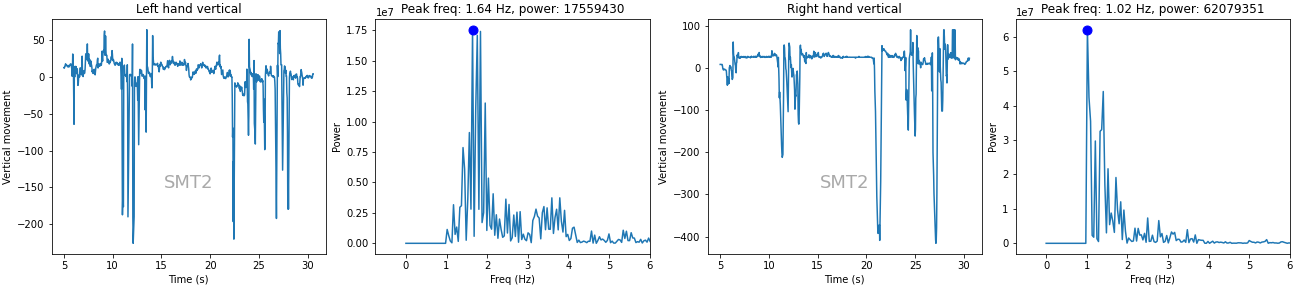 Left hand vertical
Vertical movement
50
0
−50
−100
−150
−200
SMT2
5 10 15 20 25 30
Time (s)
1e7
Peak freq: 1.64 Hz, power: 17559430
Power
1.75
1.50
1.25
1.00
0.75
0.50
0.25
0.00
0 1 2 3 4 5 6
Freq (Hz)
Right hand vertical
Vertical movement
100
0
−100
−200
−300
−400
SMT2
5 10 15 20 25 30
Time (s)
1e7
Peak freq: 1.02 Hz, power: 62079351
Power
6
5
4
3
2
1
0
0 1 2 3 4 5 6
Freq (Hz)